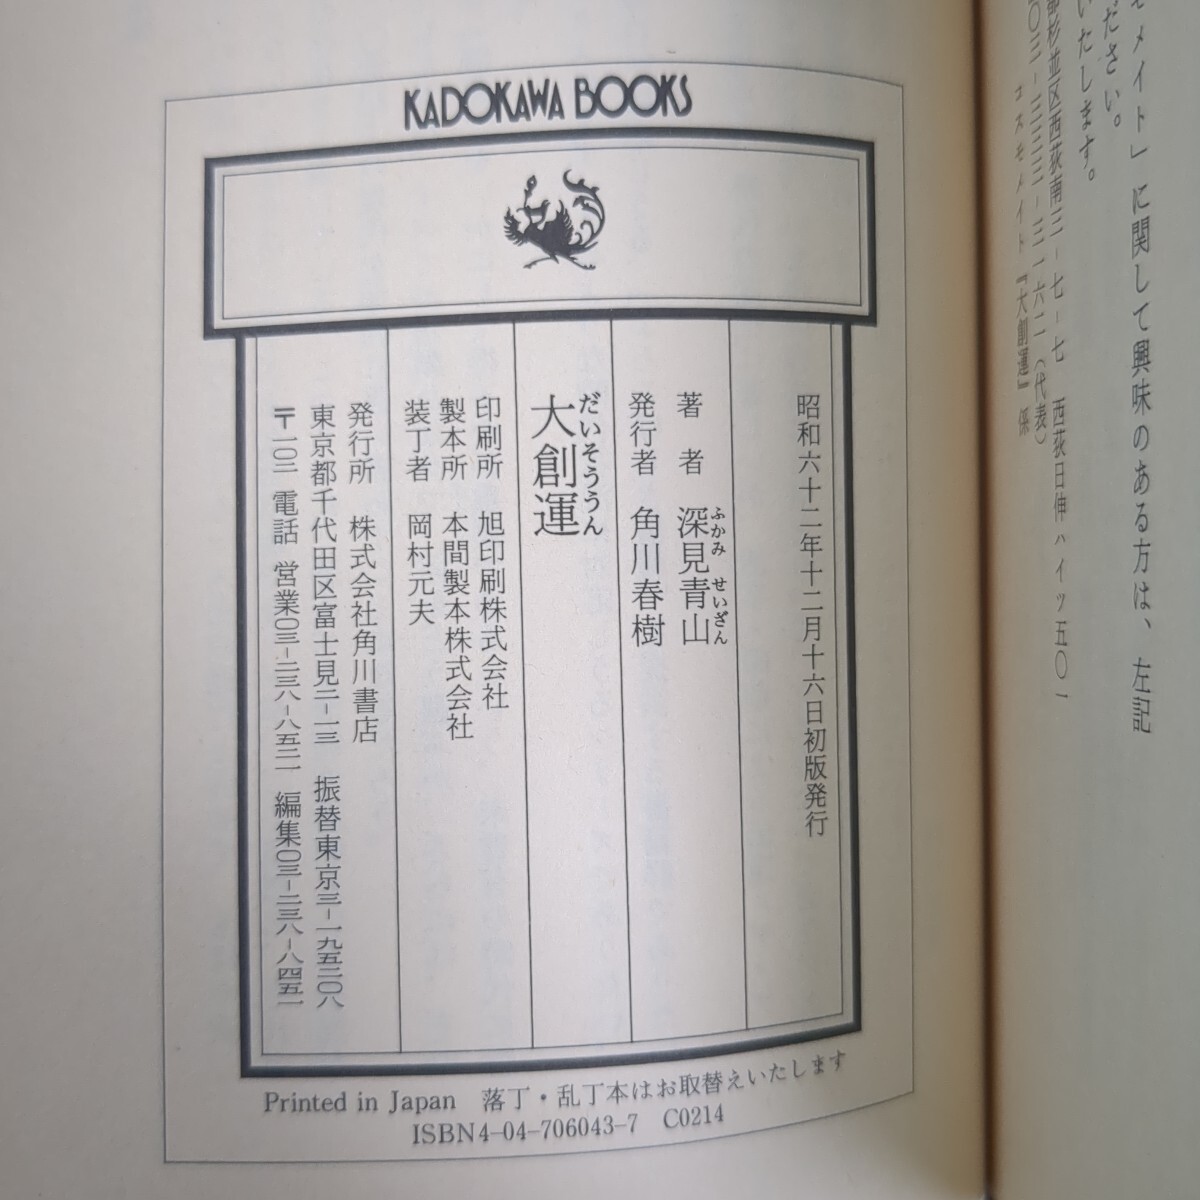 モメイト」に関して興味のある方は、左記
ださい。
いたします。
都杉並区西荻南三−七−七　西荻日伸ハイツ五〇一
〇三−三三三−三一六二（代表）
コスモメイト『大創運』係
KADOKAWA BOOKS
昭和六十二年十二月十六日初版発行
著　者　深見青山
ふかみ　せいざん
発行者　角川春樹
だいそううん
大創運
印刷所　旭印刷株式会社
製本所　本間製本株式会社
装丁者　岡村元夫
発行所　株式会社角川書店
東京都千代田区富士見二−一三　振替東京三−一九五二〇八
〒一〇二　電話　営業〇三−二三八−八五二一　編集〇三−二三八−八四五一
Printed in Japan　落丁・乱丁本はお取替えいたします
ISBN4-04-706043-7　C0214